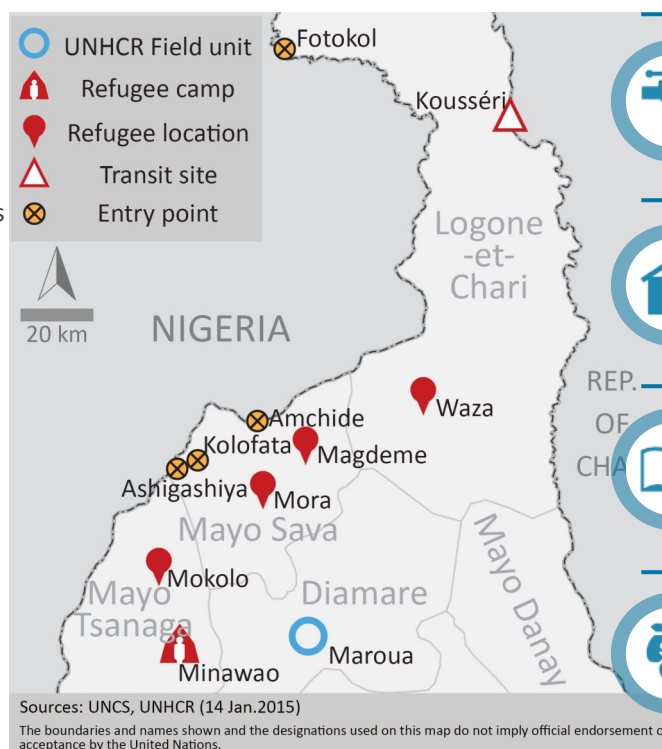 UNHCR Field unit
Refugee camp
Refugee location
Transit site
Entry point
s
20 km
Fotokol
Kousséri
Logone
-et-
Chari
NIGERIA
REP.
OF
CHA
Waza
Amchide
Kolofata
Magdeme
Ashigashiya
Mora
Mayo Sava
Mokolo
Mayo
Tsanaga
Diamare
Mayo Danay
Minawao
Maroua
Sources: UNCS, UNHCR (14 Jan.2015)
The boundaries and names shown and the designations used on this map do not imply official endorsement o
acceptance by the United Nations.